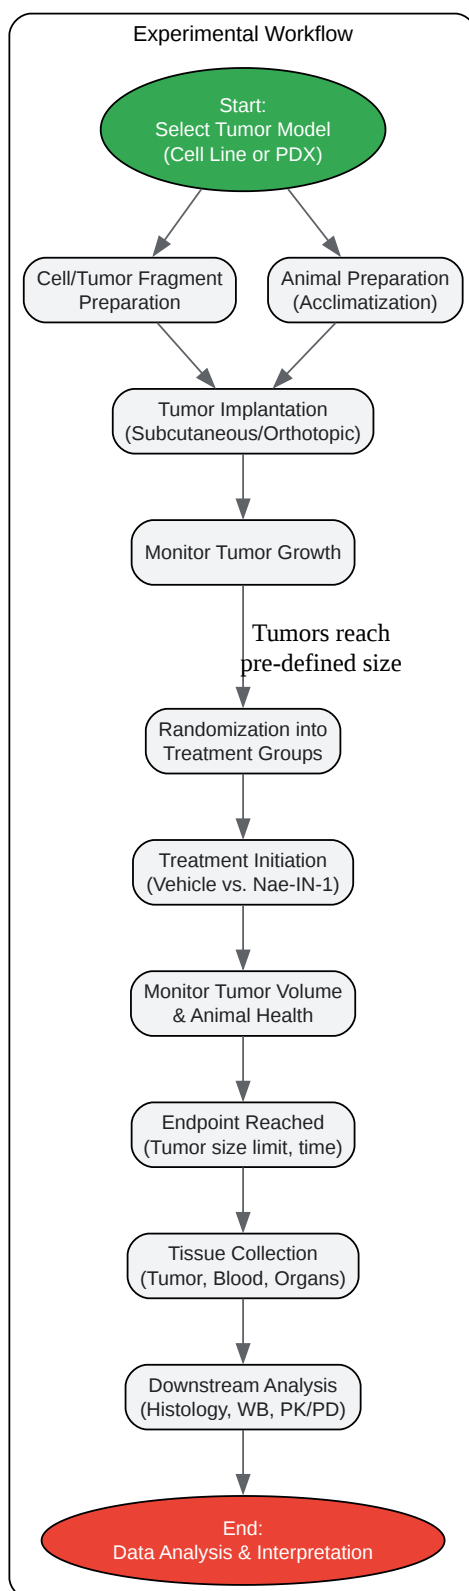 Experimental Workflow
Start:
Select Tumor Model
(Cell Line or PDX)
Cell/Tumor Fragment
Preparation
Animal Preparation
(Acclimatization)
Tumor Implantation
(Subcutaneous/Orthotopic)
Monitor Tumor Growth
Tumors reach
pre-defined size
Randomization into
Treatment Groups
Treatment Initiation
(Vehicle vs. Nae-IN-1)
Monitor Tumor Volume
& Animal Health
Endpoint Reached
(Tumor size limit, time)
Tissue Collection
(Tumor, Blood, Organs)
Downstream Analysis
(Histology, WB, PK/PD)
End:
Data Analysis & Interpretation